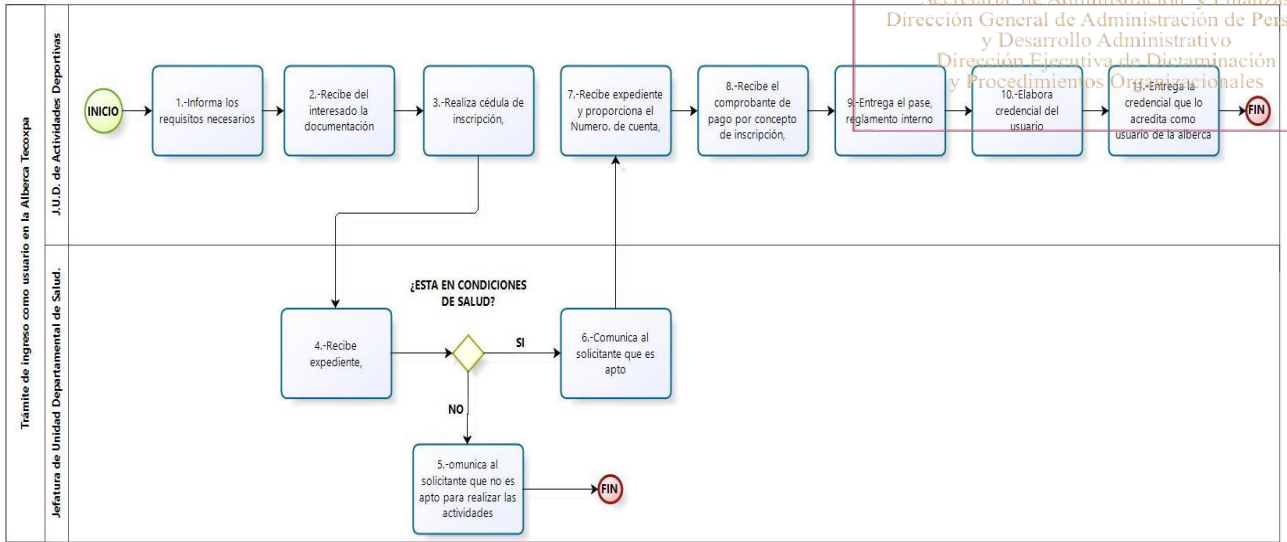 Secretaría de Administración y Finanzas
Dirección General de Administración de Pers
y Desarrollo Administrativo
Dirección Ejecutiva de Dictaminación
y Procedimientos Organizacionales
Trámite de ingreso como usuario en la Alberca Tecoxpa
J.U.D. de Actividades Deportivas
INICIO
1.-Informa los
requisitos necesarios
2.-Recibe del
interesado la
documentación
3.-Realiza cédula de
inscripción,
7.-Recibe expediente
y proporciona el
Numero. de cuenta,
8.-Recibe el
comprobante de
pago por concepto
de inscripción,
9.-Entrega el pase,
reglamento interno
10.-Elabora
credencial del
usuario
11.-Entrega la
credencial que lo
acredita como
usuario de la alberca
FIN
Jefatura de Unidad Departamental de Salud.
4.-Recibe
expediente,
¿ESTA EN CONDICIONES
DE SALUD?
SI
6.-Comunica al
solicitante que es
apto
NO
5.-omunica al
solicitante que no es
apto para realizar las
actividades
FIN